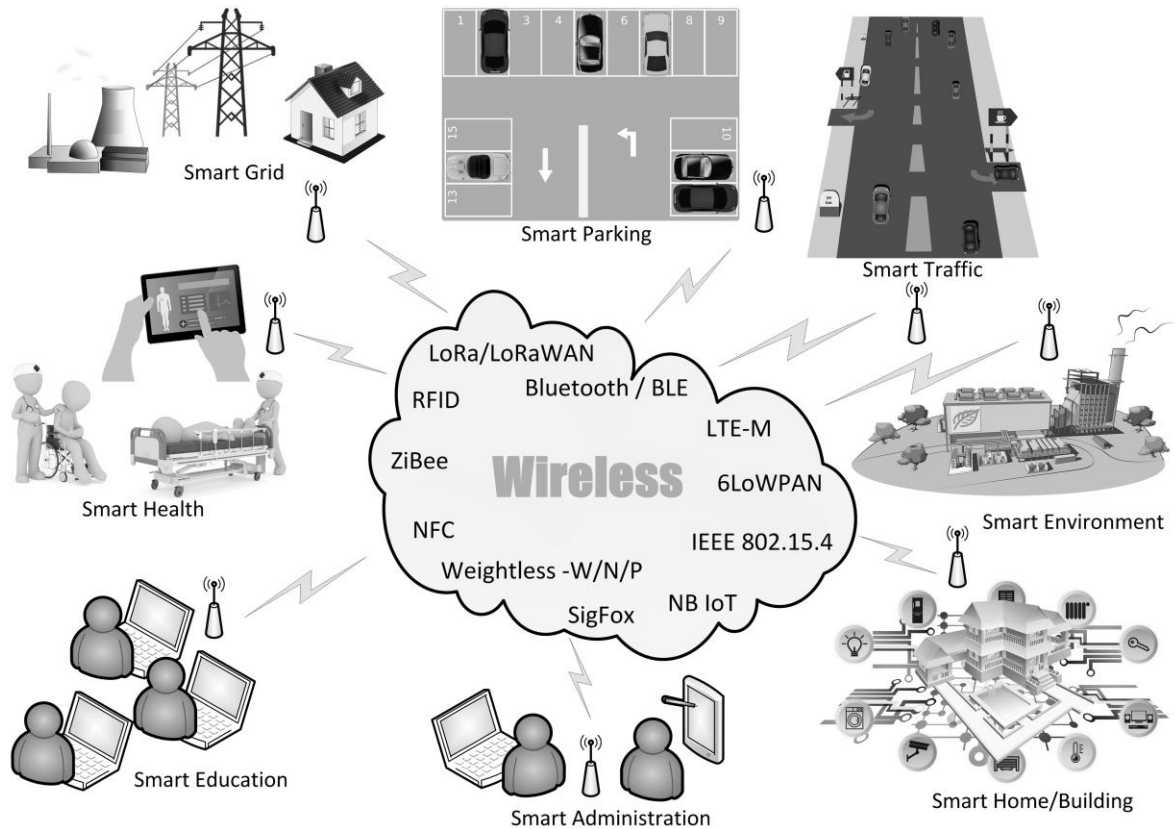 1
3
4
6
8
9
15
13
10
Smart Grid
Smart Parking
Smart Traffic
LoRa/LoRaWAN
Bluetooth / BLE
RFID
LTE-M
ZiBee
Wireless
6LoWPAN
NFC
IEEE 802.15.4
Weightless -W/N/P
NB IoT
SigFox
Smart Health
Smart Environment
Smart Education
Smart Administration
Smart Home/Building